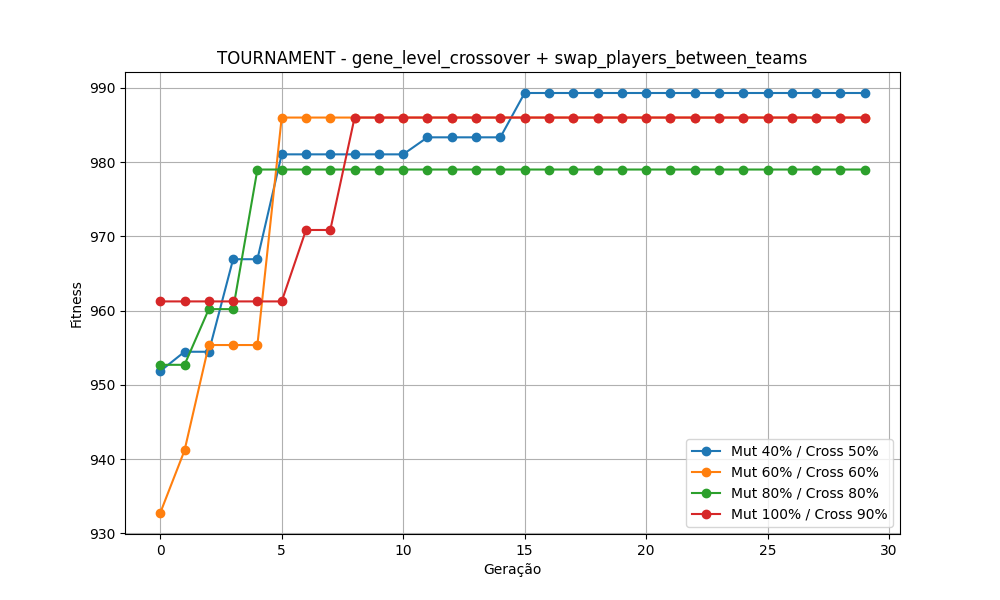 TOURNAMENT - gene_level_crossover + swap_players_between_teams
990
980
970
960
950
940
930
Fitness
0 5 10 15 20 25 30
Geração
Mut 40% / Cross 50%
Mut 60% / Cross 60%
Mut 80% / Cross 80%
Mut 100% / Cross 90%